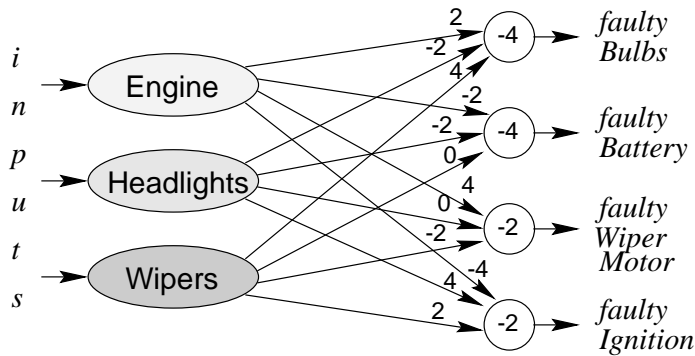 i
n
p
u
t
s
Engine
Headlights
Wipers
2
-2
4
-4
faulty
Bulbs
-2
-2
0
-4
faulty
Battery
4
0
-2
-2
faulty
Wiper
Motor
-4
4
2
-2
faulty
Ignition